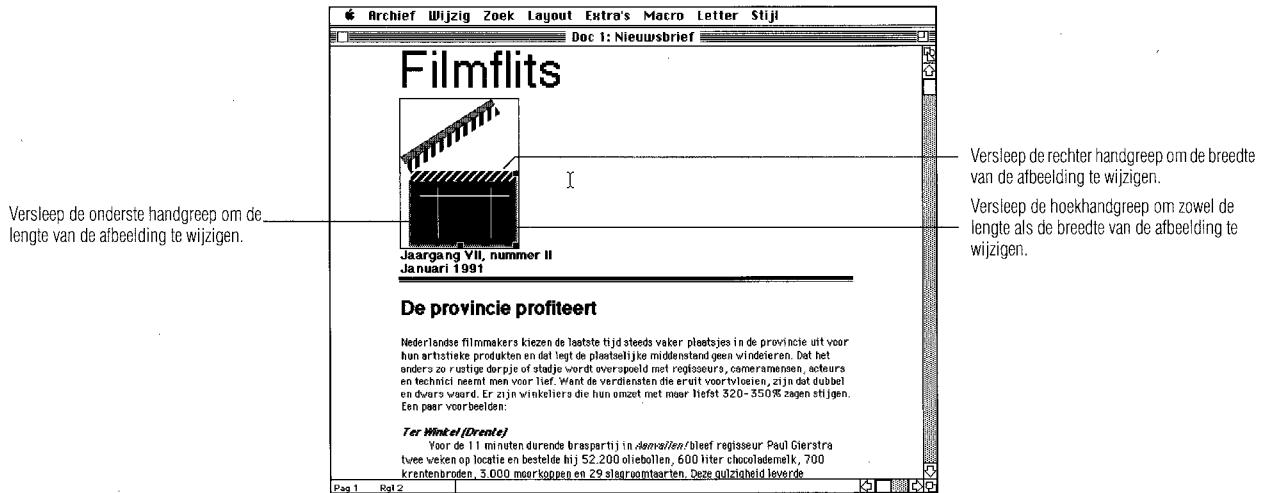 Archief Wijzig Zoek Layout Extra's Macro Letter Stijl
Doc 1: Nieuwsbrief
Filmflits
Versleep de onderste handgreep om de
lengte van de afbeelding te wijzigen.
Versleep de rechter handgreep om de breedte
van de afbeelding te wijzigen.
Versleep de hoekhandgreep om zowel de
lengte als de breedte van de afbeelding te
wijzigen.
Jaargang VII, nummer II
Januari 1991
De provincie profiteert
Nederlandse filmmakers kiezen de laatste tijd steeds vaker plaatsjes in de provincie uit voor
hun artistieke produkten en dat legt de plaatselijke middenstand geen windeieren. Dat het
anders zo rustige dorpje of stadje wordt overspoeld met regisseurs, cameramensen, acteurs
en technici neemt men voor lief. Want de verdiensten die eruit voortvloeien, zijn dat dubbel
en dwars waard. Er zijn winkeliers die hun omzet met maar liefst 320-350% zagen stijgen.
Een paar voorbeelden:
Ter Winkel (Drente)
Voor de 11 minuten durende braspartij in Aanvallen! bleef regisseur Paul Gierstra
twee weken op locatie en bestelde hij 52.200 oliebollen, 600 liter chocolademelk, 700
krentenbroden, 3.000 moorkoppen en 29 slagroomtaarten. Deze gulzigheid leverde
Pag 1 Rgl 2